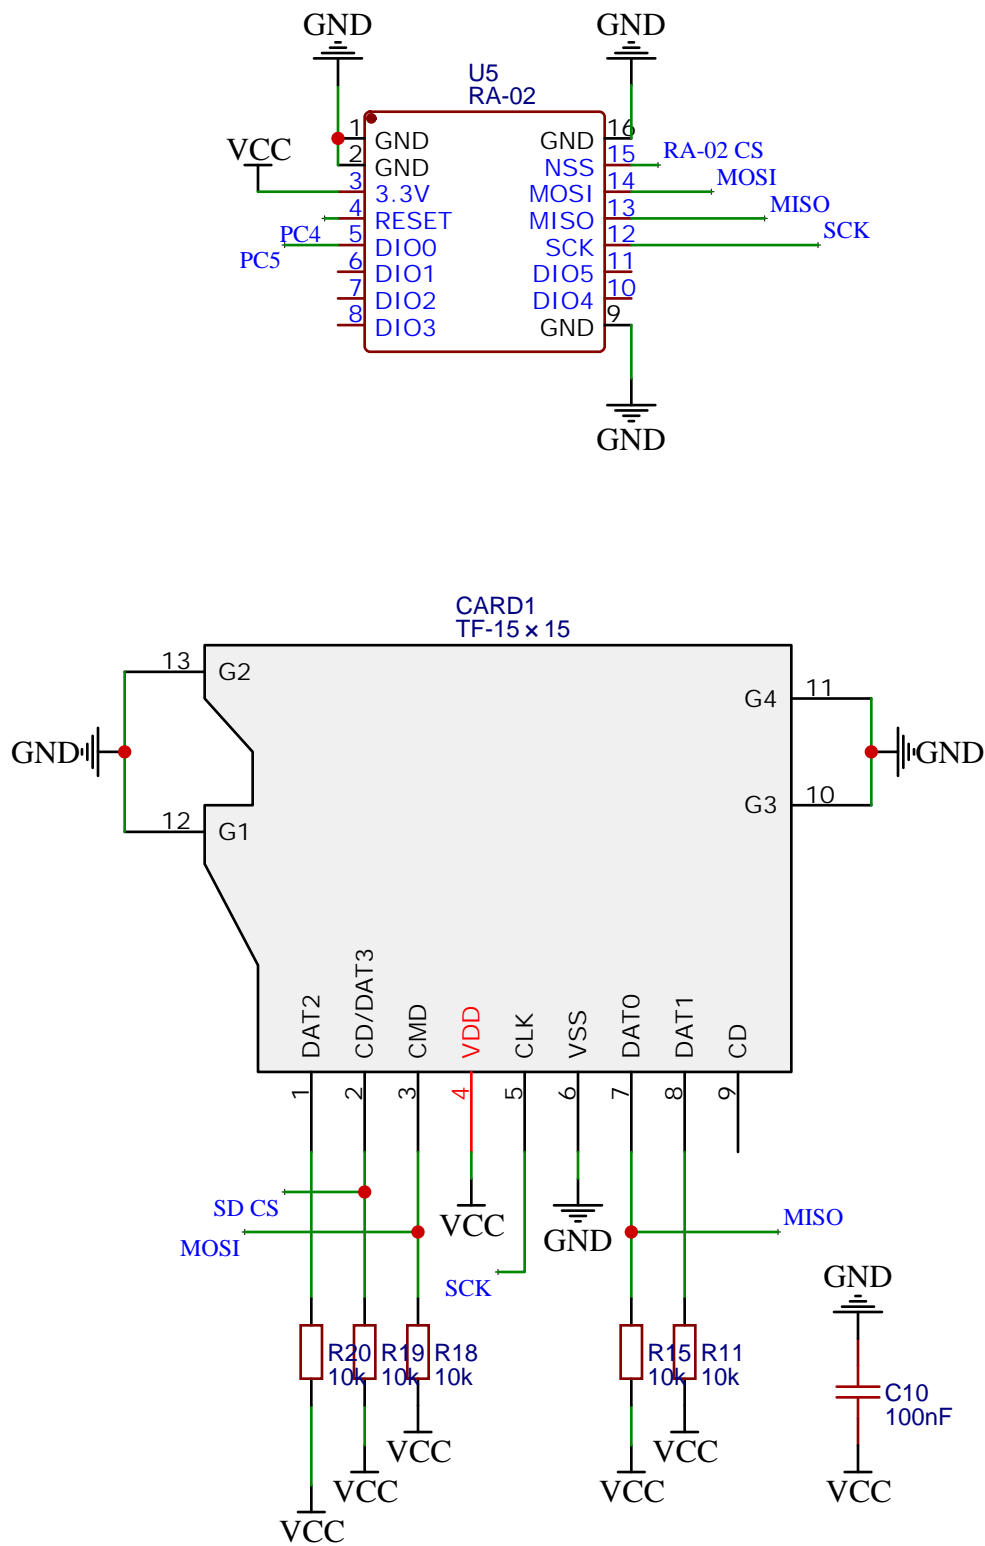 GND
GND
U5
RA-02
1
GND
GND
16
VCC
2
GND
NSS
15
RA-02 CS
3
3.3V
MOSI
14
MOSI
4
RESET
MISO
13
MISO
PC4
5
DIO0
SCK
12
SCK
PC5
6
DIO1
DIO5
11
7
DIO2
DIO4
10
8
DIO3
GND
9
GND
CARD1
TF-15×15
13
G2
G4
11
GND
GND
12
G1
G3
10
DAT2
CD/DAT3
CMD
VDD
CLK
VSS
DAT0
DAT1
CD
1
2
3
4
5
6
7
8
9
SD CS
MOSI
VCC
GND
MISO
SCK
GND
R20
10k
R19
10k
R18
10k
R15
10k
R11
10k
C10
100nF
VCC
VCC
VCC
VCC
VCC
VCC